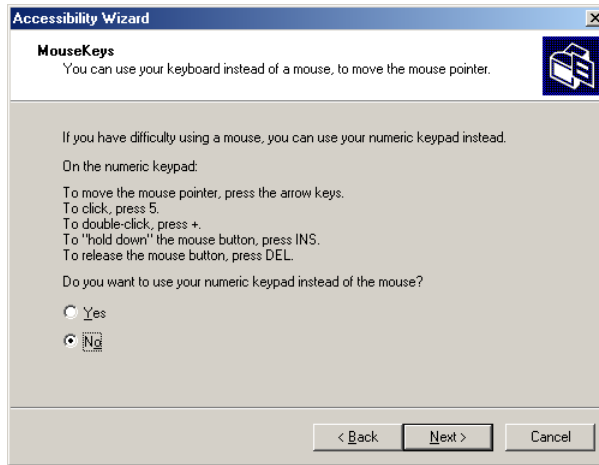 Accessibility Wizard
MouseKeys
You can use your keyboard instead of a mouse, to move the mouse pointer.
If you have difficulty using a mouse, you can use your numeric keypad instead.
On the numeric keypad:
To move the mouse pointer, press the arrow keys.
To click, press 5.
To double-click, press +.
To "hold down" the mouse button, press INS.
To release the mouse button, press DEL.
Do you want to use your numeric keypad instead of the mouse?
Yes
No
< Back Next > Cancel